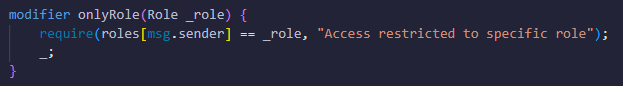 modifier onlyRole(Role _role) {
    require(roles[msg.sender] == _role, "Access restricted to specific role");
    _;
}